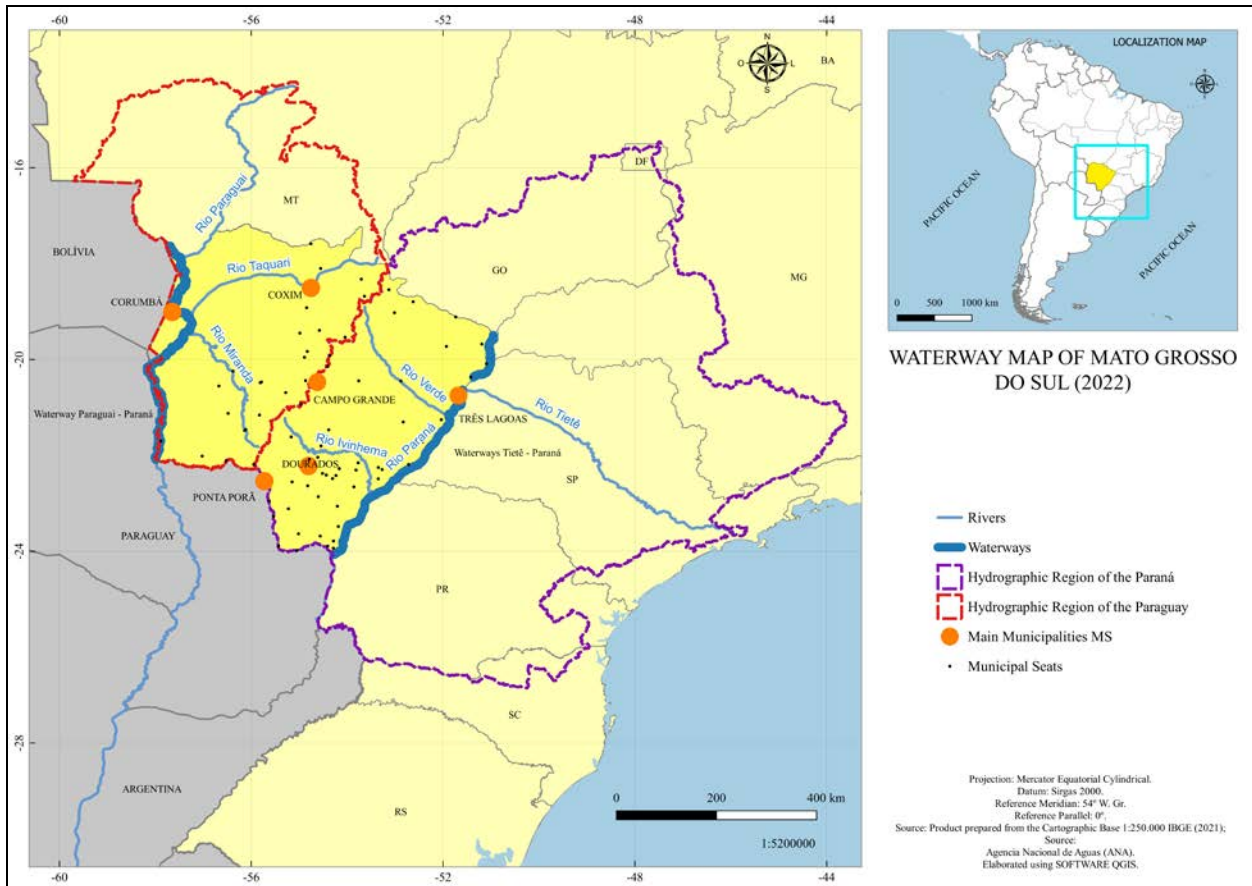 -60
-56
-52
-48
-44
N
O
L
S
BA
-16
DF
MT
Rio Paraguai
BOLÍVIA
GO
MG
Rio Taquari
CORUMBÁ
COXIM
-20
Rio Miranda
Rio Verde
CAMPO GRANDE
Waterway Paraguai - Paraná
TRÊS LAGOAS
Rio Tietê
Rio Ivinhema
Rio Paraná
Waterways Tietê - Paraná
DOURADOS
SP
PONTA PORÃ
PARAGUAY
-24
PR
SC
-28
ARGENTINA
RS
0
200
400 km
1:5200000
-60
-56
-52
-48
-44
LOCALIZATION MAP
PACIFIC OCEAN
PACIFIC OCEAN
0
500
1000 km
WATERWAY MAP OF MATO GROSSO
DO SUL (2022)
Rivers
Waterways
Hydrographic Region of the Paraná
Hydrographic Region of the Paraguay
Main Municipalities MS
Municipal Seats
Projection: Mercator Equatorial Cylindrical.
Datum: Sirgas 2000.
Reference Meridian: 54° W. Gr.
Reference Parallel: 0°.
Source: Product prepared from the Cartographic Base 1:250.000 IBGE (2021);
Source:
Agencia Nacional de Aguas (ANA).
Elaborated using SOFTWARE QGIS.